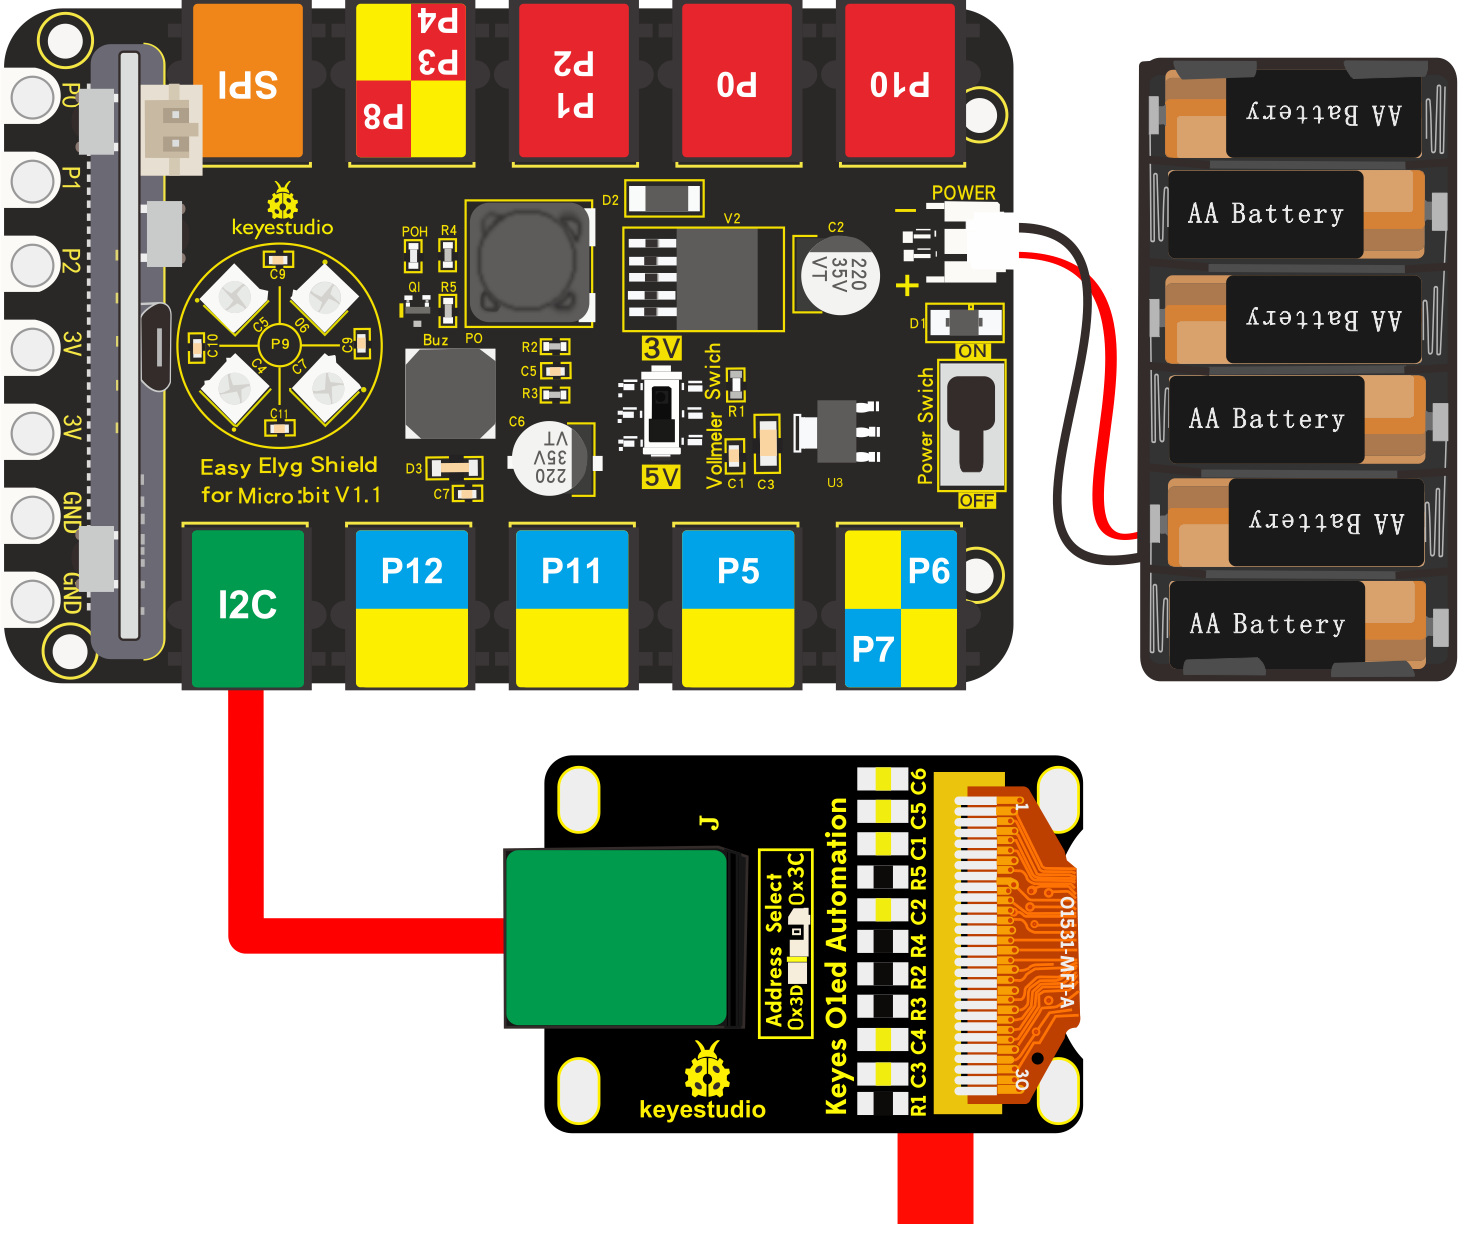 SPI
P4
P3
P8
P2
P1
P0
P10
P0
P1
P2
3V
3V
GND
GND
keyestudio
C9
C5
06
C10
P9
C9
C4
C7
C11
Easy Elyg Shield
for Micro:bit V1.1
POH
R4
QI
R5
Buz
PO
R2
C5
R3
C6
220
35V
VT
D3
C7
D2
V2
C2
220
35V
VT
3V
5V
Vollmeler Swich
R1
C1
C3
U3
POWER
−
+
D1
ON
Power Swich
OFF
I2C
P12
P11
P5
P6
P7
AA Battery
AA Battery
AA Battery
AA Battery
AA Battery
AA Battery
J
Address Select
0x3D
0x3C
keyestudio
Keyes O1ed Automation
R1 C3 C4 R3 R2 R4 C2 R5 C1 C5 C6
1
O1531-MFI-A
30